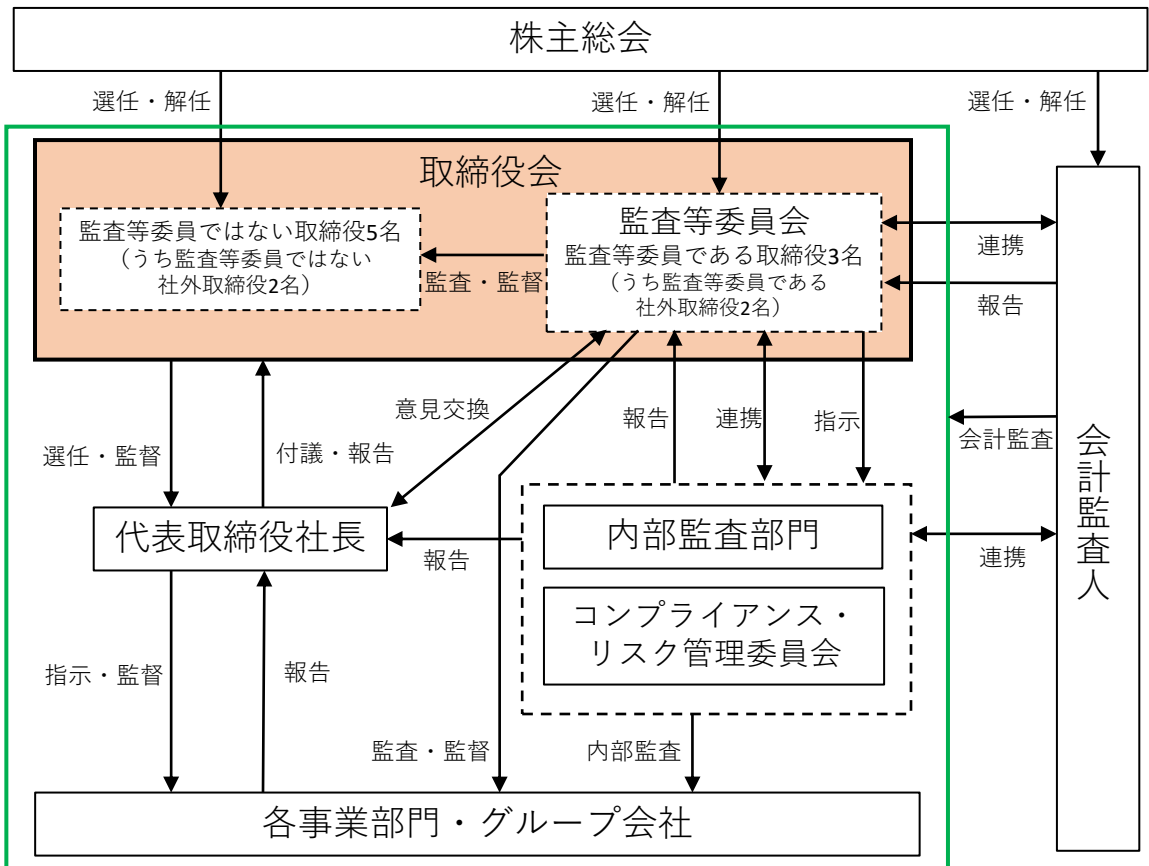 株主総会
選任・解任
選任・解任
選任・解任
取締役会
監査等委員ではない取締役5名
（うち監査等委員ではない
社外取締役2名）
監査・監督
監査等委員会
監査等委員である取締役3名
（うち監査等委員である
社外取締役2名）
連携
報告
意見交換
報告
連携
指示
会計監査
選任・監督
付議・報告
会計監査人
代表取締役社長
報告
内部監査部門
連携
コンプライアンス・
リスク管理委員会
指示・監督
報告
監査・監督
内部監査
各事業部門・グループ会社